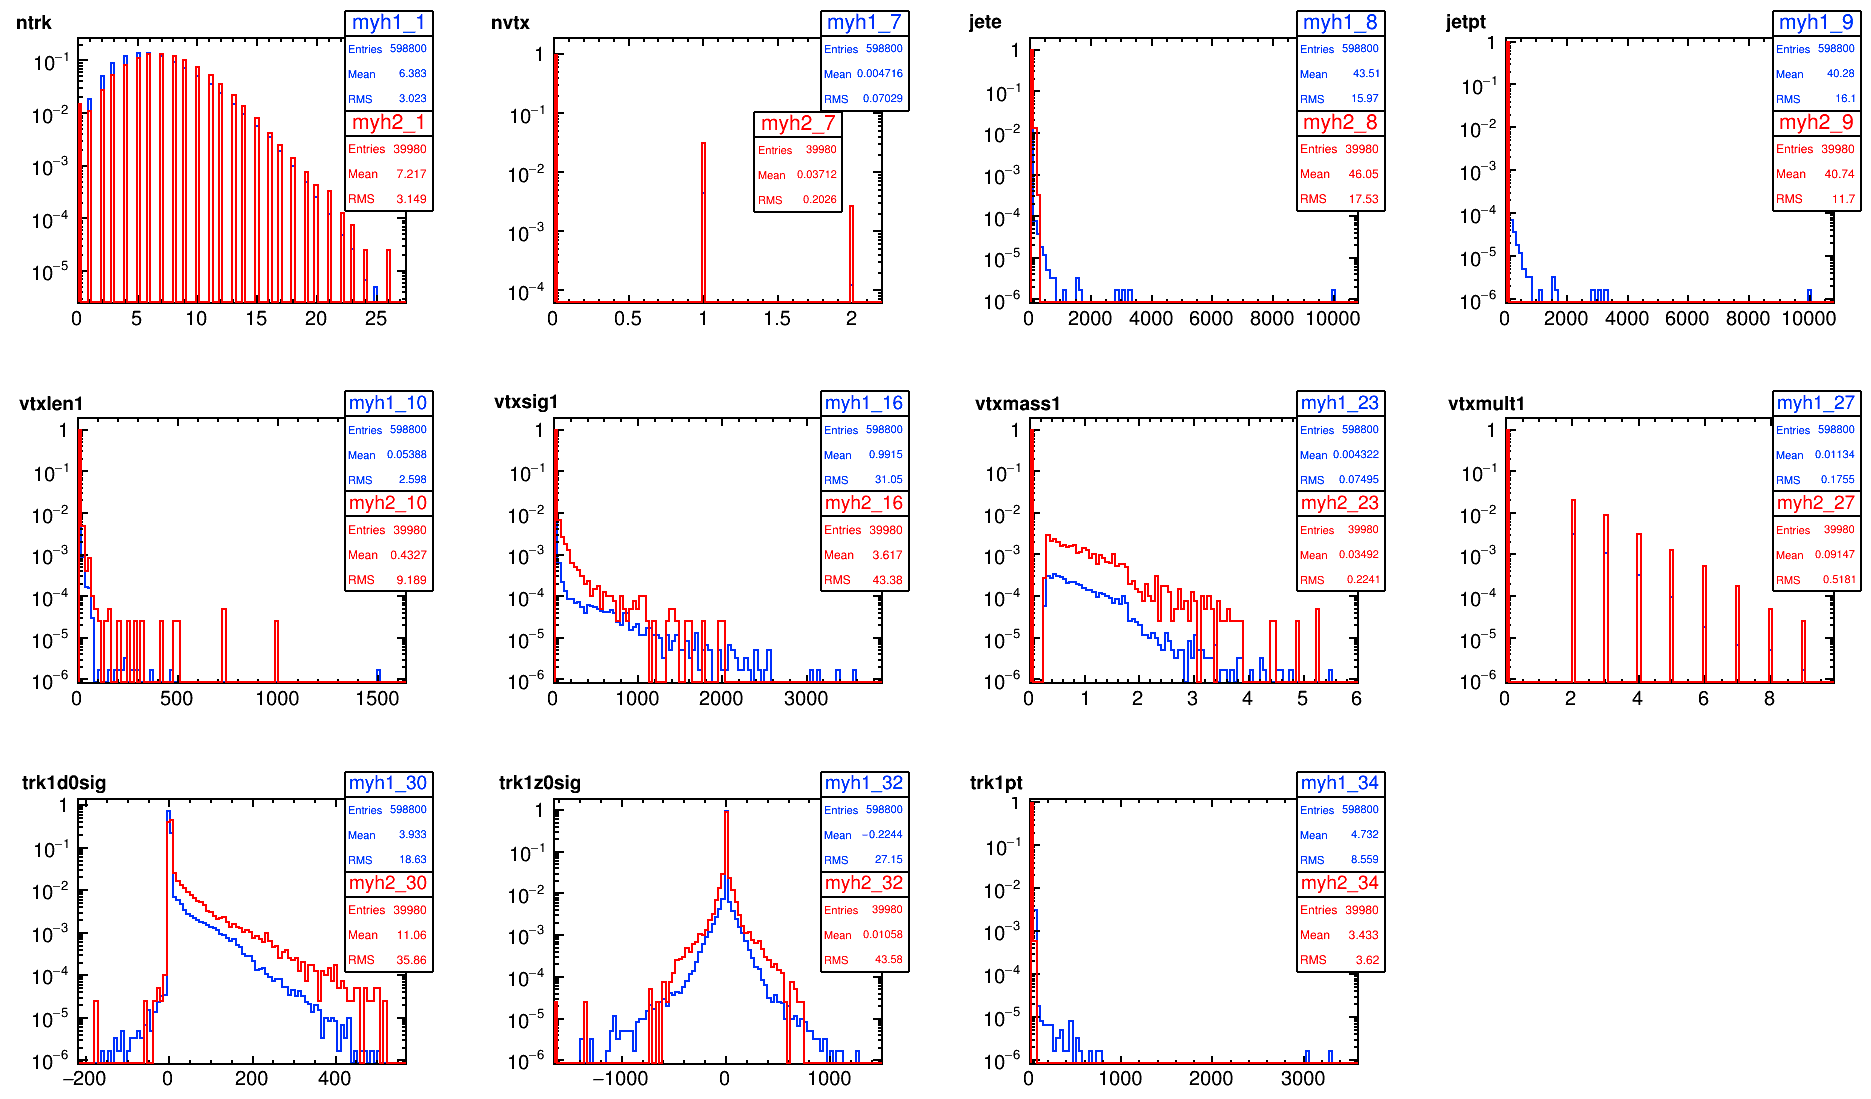 ntrk
myh1_1
Entries 598800
Mean 6.383
RMS 3.023
myh2_1
Entries 39980
Mean 7.217
RMS 3.149
10⁻¹
10⁻²
10⁻³
10⁻⁴
10⁻⁵
0 5 10 15 20 25
nvtx
myh1_7
Entries 598800
Mean 0.004716
RMS 0.07029
myh2_7
Entries 39980
Mean 0.03712
RMS 0.2026
1
10⁻¹
10⁻²
10⁻³
10⁻⁴
0 0.5 1 1.5 2
jete
myh1_8
Entries 598800
Mean 43.51
RMS 15.97
myh2_8
Entries 39980
Mean 46.05
RMS 17.53
1
10⁻¹
10⁻²
10⁻³
10⁻⁴
10⁻⁵
10⁻⁶
0 2000 4000 6000 8000 10000
jetpt
myh1_9
Entries 598800
Mean 40.28
RMS 16.1
myh2_9
Entries 39980
Mean 40.74
RMS 11.7
1
10⁻¹
10⁻²
10⁻³
10⁻⁴
10⁻⁵
10⁻⁶
0 2000 4000 6000 8000 10000
vtxlen1
myh1_10
Entries 598800
Mean 0.05388
RMS 2.598
myh2_10
Entries 39980
Mean 0.4327
RMS 9.189
1
10⁻¹
10⁻²
10⁻³
10⁻⁴
10⁻⁵
10⁻⁶
0 500 1000 1500
vtxsig1
myh1_16
Entries 598800
Mean 0.9915
RMS 31.05
myh2_16
Entries 39980
Mean 3.617
RMS 43.38
1
10⁻¹
10⁻²
10⁻³
10⁻⁴
10⁻⁵
10⁻⁶
0 1000 2000 3000
vtxmass1
myh1_23
Entries 598800
Mean 0.004322
RMS 0.07495
myh2_23
Entries 39980
Mean 0.03492
RMS 0.2241
1
10⁻¹
10⁻²
10⁻³
10⁻⁴
10⁻⁵
10⁻⁶
0 1 2 3 4 5 6
vtxmult1
myh1_27
Entries 598800
Mean 0.01134
RMS 0.1755
myh2_27
Entries 39980
Mean 0.09147
RMS 0.5181
1
10⁻¹
10⁻²
10⁻³
10⁻⁴
10⁻⁵
10⁻⁶
0 2 4 6 8
trk1d0sig
myh1_30
Entries 598800
Mean 3.933
RMS 18.63
myh2_30
Entries 39980
Mean 11.06
RMS 35.86
1
10⁻¹
10⁻²
10⁻³
10⁻⁴
10⁻⁵
10⁻⁶
−200 0 200 400
trk1z0sig
myh1_32
Entries 598800
Mean −0.2244
RMS 27.15
myh2_32
Entries 39980
Mean 0.01058
RMS 43.58
1
10⁻¹
10⁻²
10⁻³
10⁻⁴
10⁻⁵
10⁻⁶
−1000 0 1000
trk1pt
myh1_34
Entries 598800
Mean 4.732
RMS 8.559
myh2_34
Entries 39980
Mean 3.433
RMS 3.62
1
10⁻¹
10⁻²
10⁻³
10⁻⁴
10⁻⁵
10⁻⁶
0 1000 2000 3000